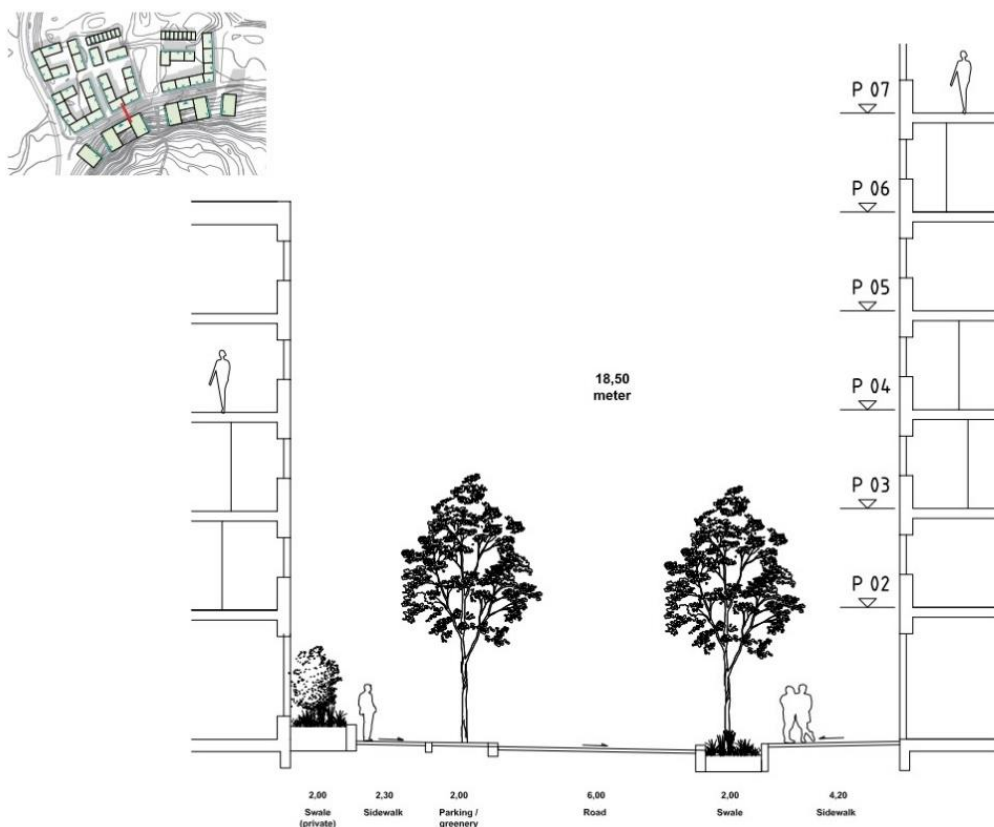 P 07
P 06
P 05
18,50
meter
P 04
P 03
P 02
2,00
2,30
2,00
6,00
2,00
4,20
Swale
(private)
Sidewalk
Parking /
greenery
Road
Swale
Sidewalk